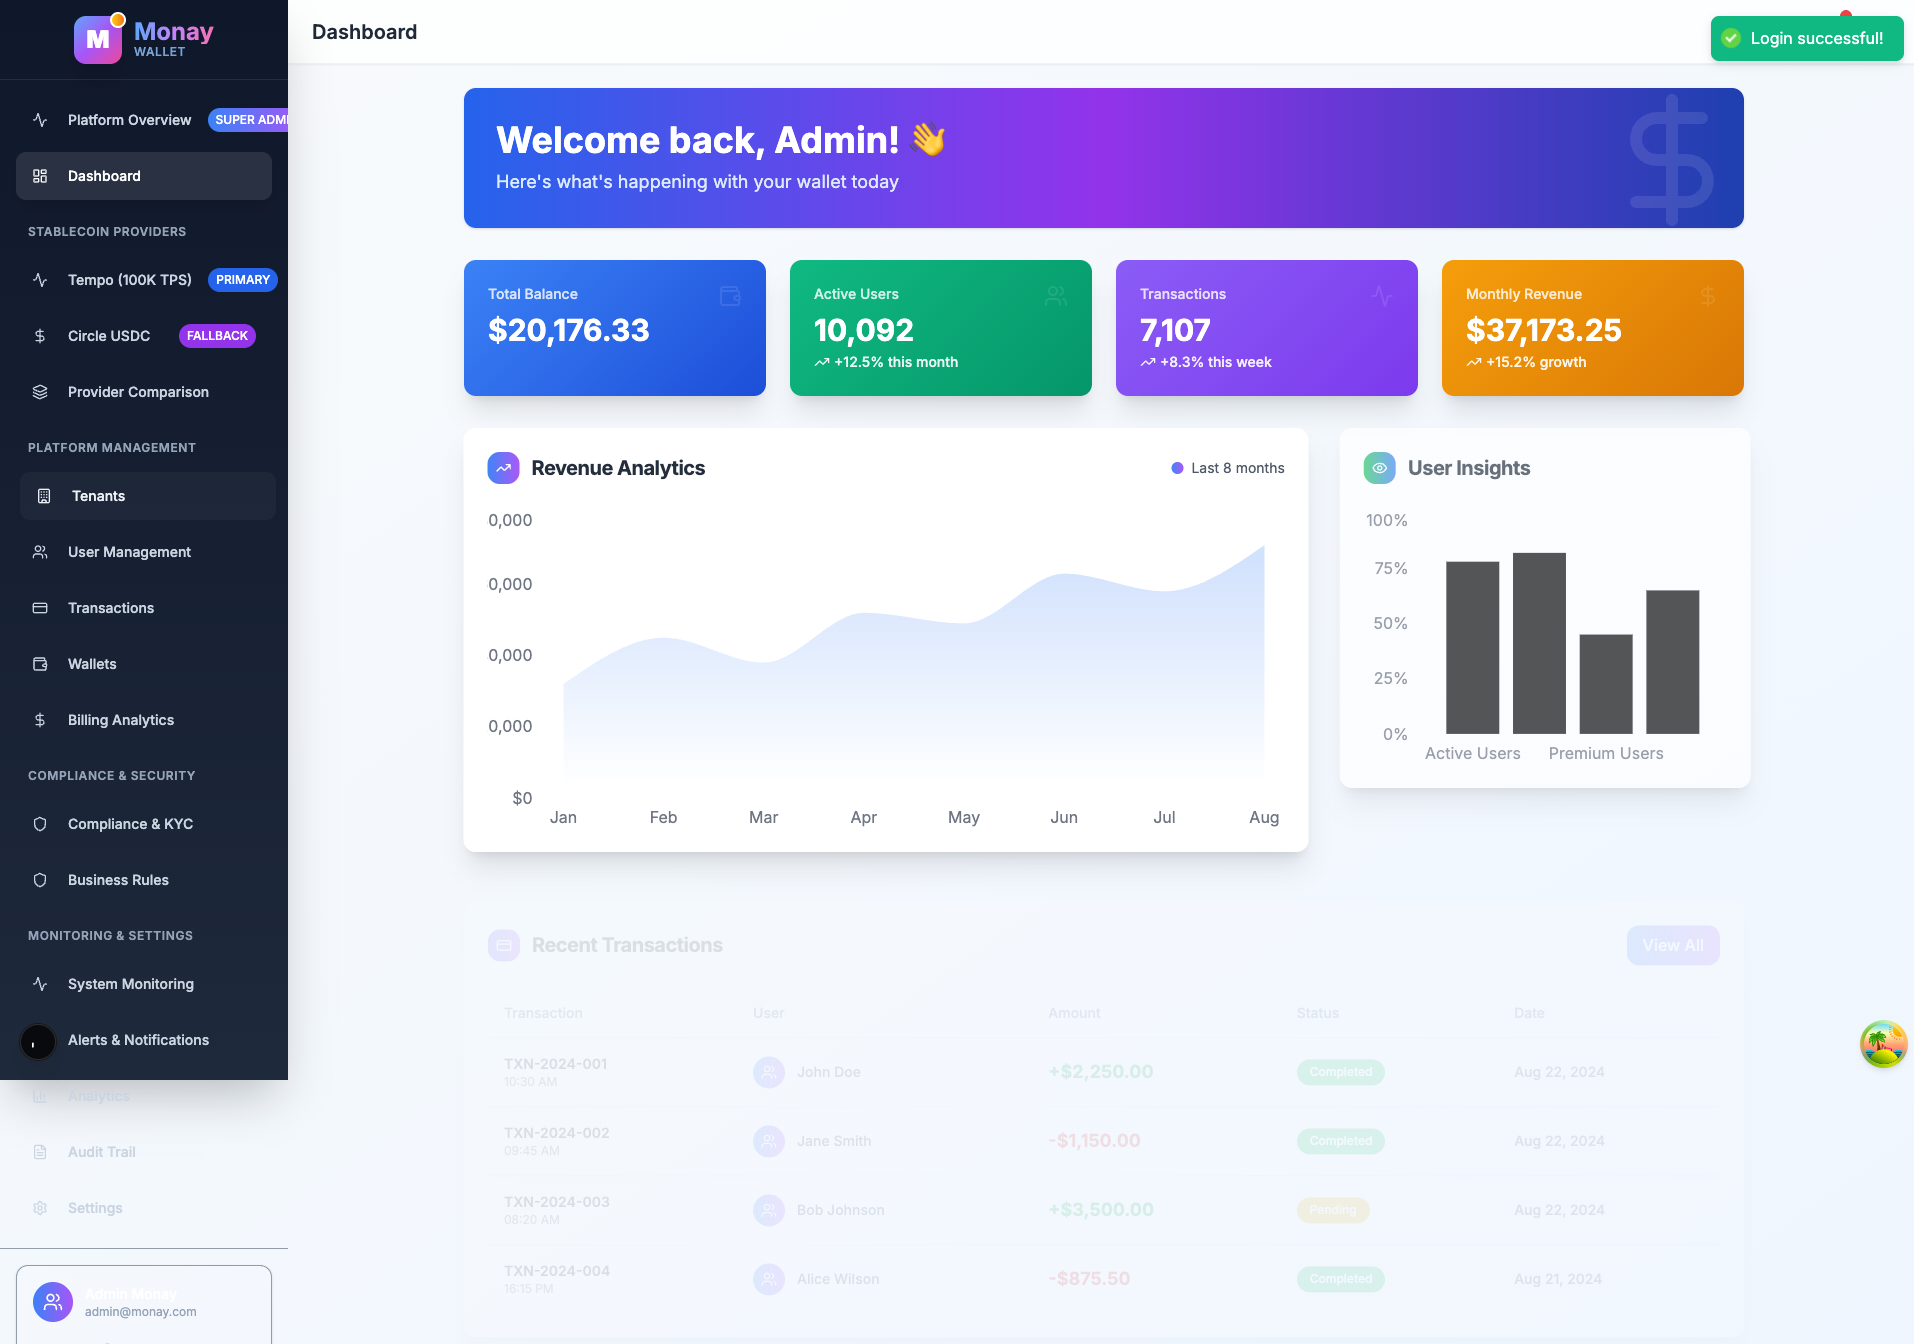 M
Monay
WALLET
Platform Overview
SUPER ADMI
Dashboard
STABLECOIN PROVIDERS
Tempo (100K TPS)
PRIMARY
Circle USDC
FALLBACK
Provider Comparison
PLATFORM MANAGEMENT
Tenants
User Management
Transactions
Wallets
Billing Analytics
COMPLIANCE & SECURITY
Compliance & KYC
Business Rules
MONITORING & SETTINGS
System Monitoring
Alerts & Notifications
Analytics
Audit Trail
Settings
Admin Monay
admin@monay.com
Dashboard
Login successful!
Welcome back, Admin! 👋
Here's what's happening with your wallet today
Total Balance
$20,176.33
Active Users
10,092
+12.5% this month
Transactions
7,107
+8.3% this week
Monthly Revenue
$37,173.25
+15.2% growth
Revenue Analytics
Last 8 months
0,000
0,000
0,000
0,000
$0
Jan Feb Mar Apr May Jun Jul Aug
User Insights
100%
75%
50%
25%
0%
Active Users Premium Users
Recent Transactions
View All
Transaction User Amount Status Date
TXN-2024-001
10:30 AM
John Doe
+$2,250.00
Completed
Aug 22, 2024
TXN-2024-002
09:45 AM
Jane Smith
-$1,150.00
Completed
Aug 22, 2024
TXN-2024-003
08:20 AM
Bob Johnson
+$3,500.00
Pending
Aug 22, 2024
TXN-2024-004
16:15 PM
Alice Wilson
-$875.50
Completed
Aug 21, 2024